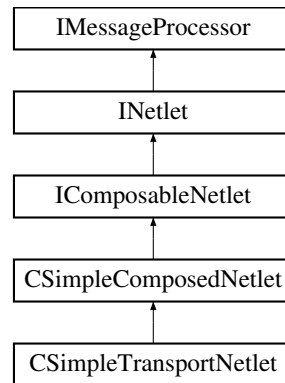 IMessageProcessor
INetlet
IComposableNetlet
CSimpleComposedNetlet
CSimpleTransportNetlet